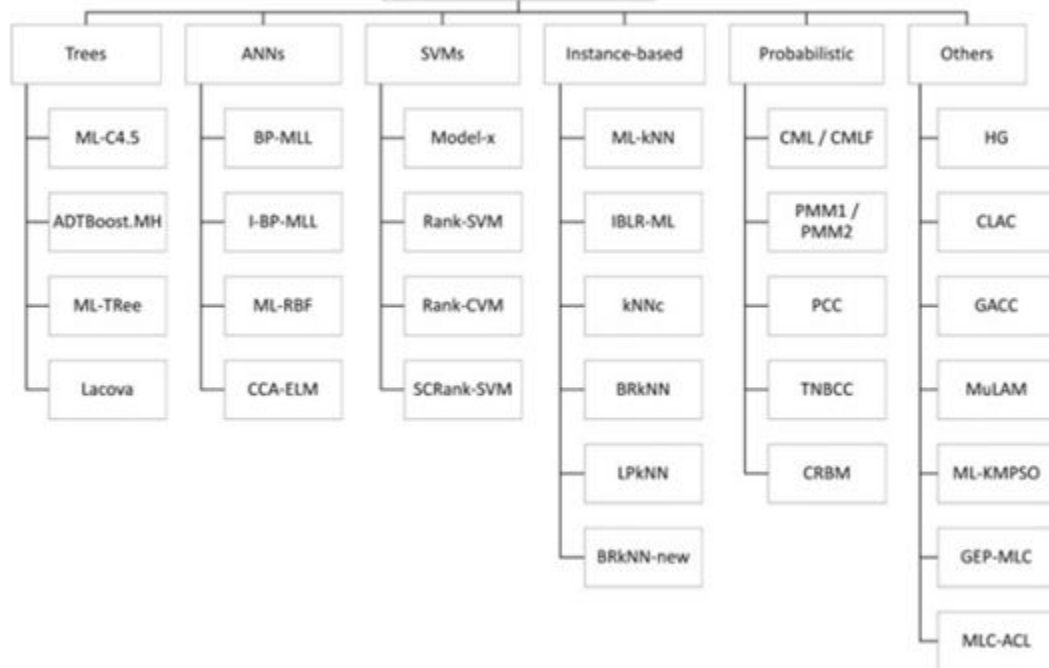 Trees
ANNs
SVMs
Instance-based
Probabilistic
Others
ML-C4.5
BP-MLL
Model-x
ML-kNN
CML / CMLF
HG
ADTBoost.MH
I-BP-MLL
Rank-SVM
IBLR-ML
PMM1 /
PMM2
CLAC
ML-TRee
ML-RBF
Rank-CVM
kNNc
PCC
GACC
Lacova
CCA-ELM
SCRank-SVM
BRkNN
TNBCC
MuLAM
LPkNN
CRBM
ML-KMPSO
BRkNN-new
GEP-MLC
MLC-ACL